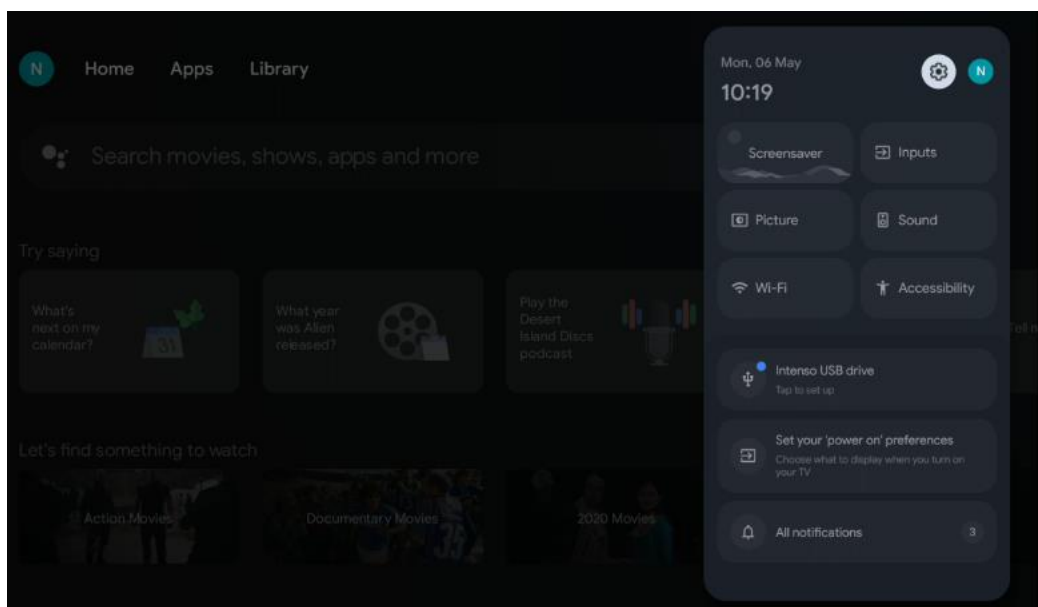 N
Home
Apps
Library
Search movies, shows, apps and more
Try saying
What's
next on my
calendar?
31
What year
was Alien
released?
Play the
Desert
Island Discs
podcast
Tell n
Let's find something to watch
Action Movies
Documentary Movies
2020 Movies
Mon, 06 May
10:19
N
Screensaver
Inputs
Picture
Sound
Wi-Fi
Accessibility
Intenso USB drive
Tap to set up
Set your 'power on' preferences
Choose what to display when you turn on
your TV
All notifications
3